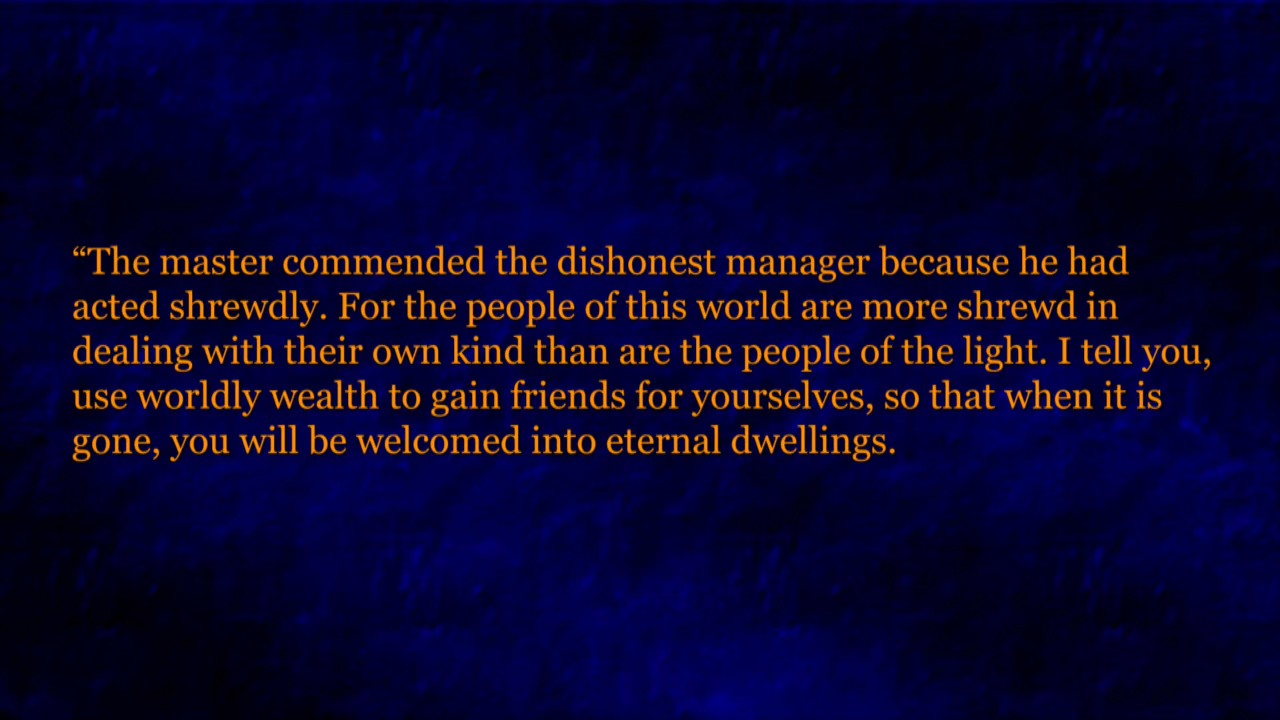 “The master commended the dishonest manager because he had
acted shrewdly. For the people of this world are more shrewd in
dealing with their own kind than are the people of the light. I tell you,
use worldly wealth to gain friends for yourselves, so that when it is
gone, you will be welcomed into eternal dwellings.